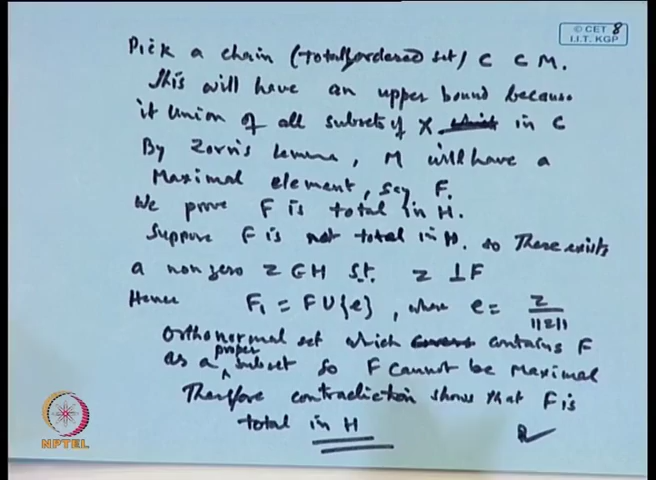 © CET 8
I.I.T. KGP
Pick a chain (totally ordered set) C ⊂ M.
This will have an upper bound because
it union of all subsets of X in C
By Zorn's lemma, M will have a
Maximal element, say F.
We prove F is total in H.
Suppose F is not total in H. so There exists
a non zero z ∈ H s.t. z ⊥ F
Hence F₁ = F ∪ {e}, where e = z / ||z||
Orthonormal set which contains F
as a proper subset so F cannot be Maximal
Therefore contradiction shows that F is
total in H
NPTEL